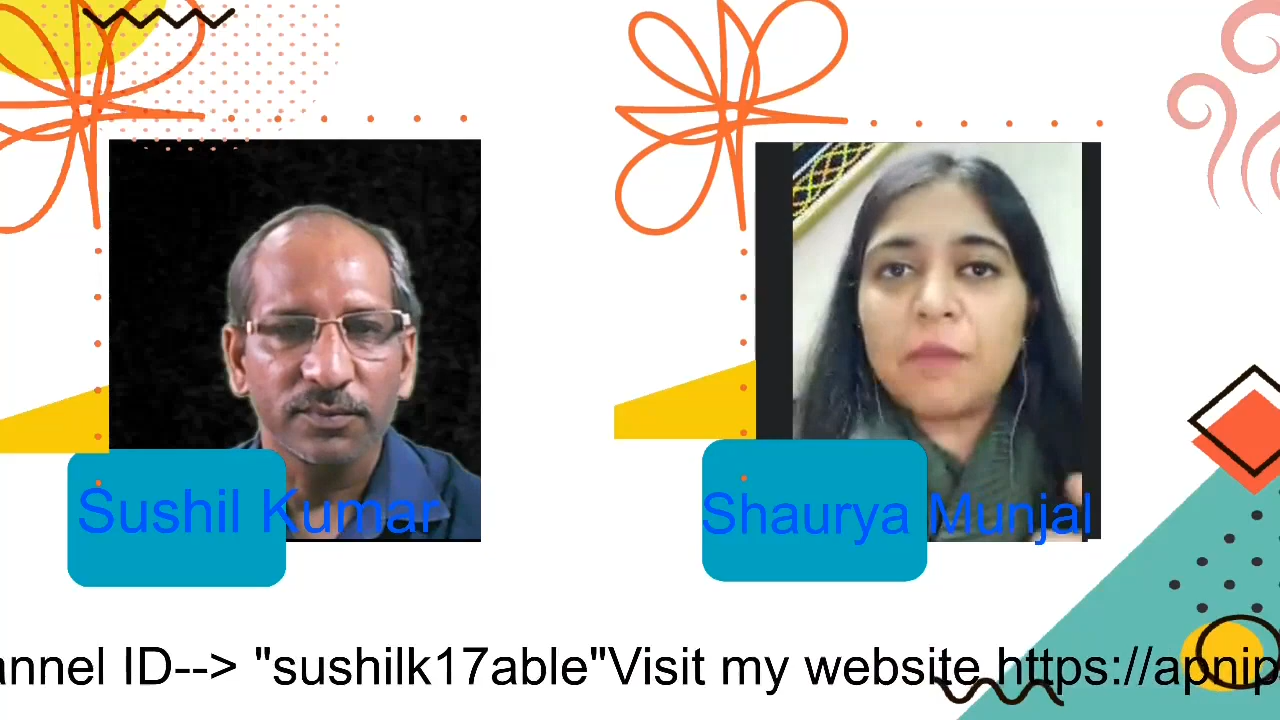 Sushil Kumar
Shaurya Munjal
annel ID--> "sushilk17able"Visit my website https://apnip